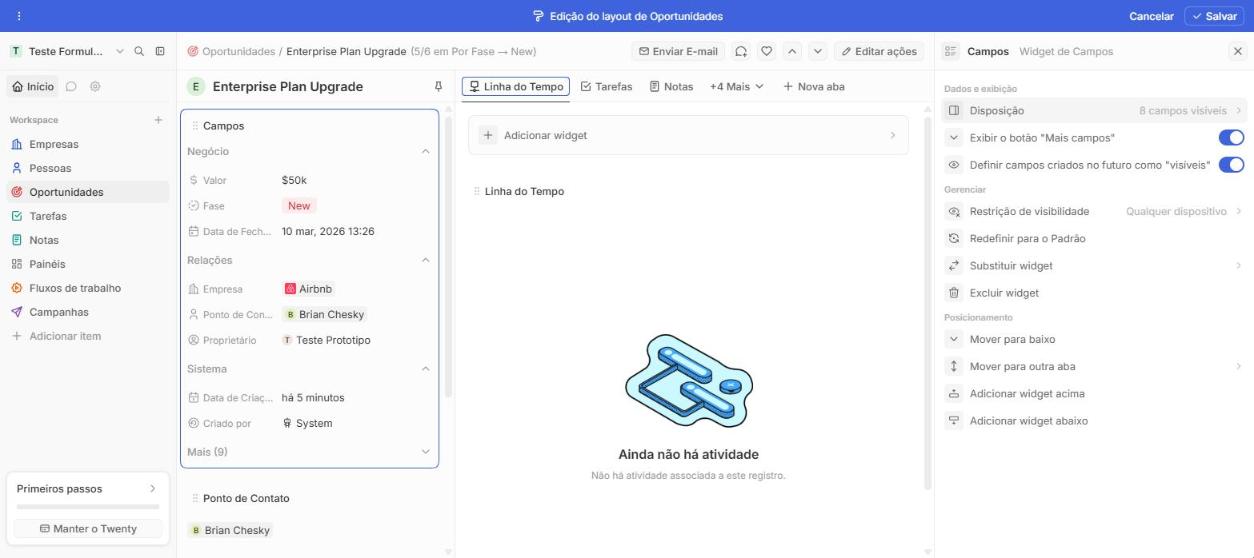 Edição do layout de Oportunidades
Cancelar
Salvar
T Teste Formul...
Oportunidades / Enterprise Plan Upgrade (5/6 em Por Fase → New)
Enviar E-mail
Editar ações
Campos Widget de Campos
Início
Workspace
Empresas
Pessoas
Oportunidades
Tarefas
Notas
Painéis
Fluxos de trabalho
Campanhas
Adicionar item
Primeiros passos
Manter o Twenty
E Enterprise Plan Upgrade
Campos
Negócio
Valor $50k
Fase New
Data de Fech... 10 mar, 2026 13:26
Relações
Empresa Airbnb
Ponto de Con... B Brian Chesky
Proprietário T Teste Prototipo
Sistema
Data de Criaç... há 5 minutos
Criado por System
Mais (9)
Ponto de Contato
B Brian Chesky
Linha do Tempo
Tarefas
Notas
+4 Mais
Nova aba
Adicionar widget
Linha do Tempo
Ainda não há atividade
Não há atividade associada a este registro.
Dados e exibição
Disposição 8 campos visíveis
Exibir o botão "Mais campos"
Definir campos criados no futuro como "visíveis"
Gerenciar
Restrição de visibilidade Qualquer dispositivo
Redefinir para o Padrão
Substituir widget
Excluir widget
Posicionamento
Mover para baixo
Mover para outra aba
Adicionar widget acima
Adicionar widget abaixo